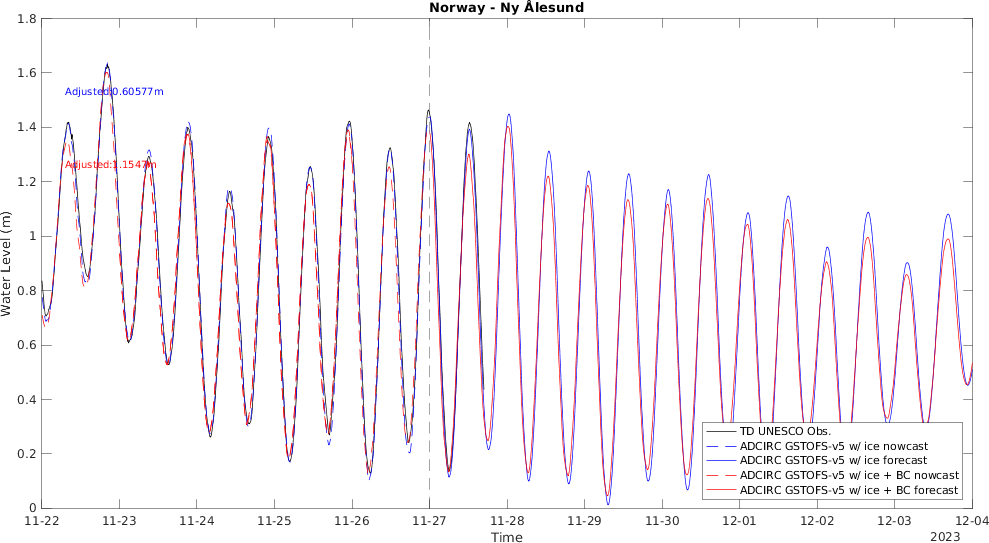 Norway - Ny Ålesund
1.8
1.6
1.4
1.2
1
0.8
0.6
0.4
0.2
0
Water Level (m)
Adjusted:0.60577m
Adjusted:1.1547m
TD UNESCO Obs.
ADCIRC GSTOFS-v5 w/ ice nowcast
ADCIRC GSTOFS-v5 w/ ice forecast
ADCIRC GSTOFS-v5 w/ ice + BC nowcast
ADCIRC GSTOFS-v5 w/ ice + BC forecast
11-22 11-23 11-24 11-25 11-26 11-27 11-28 11-29 11-30 12-01 12-02 12-03 12-04
Time
2023